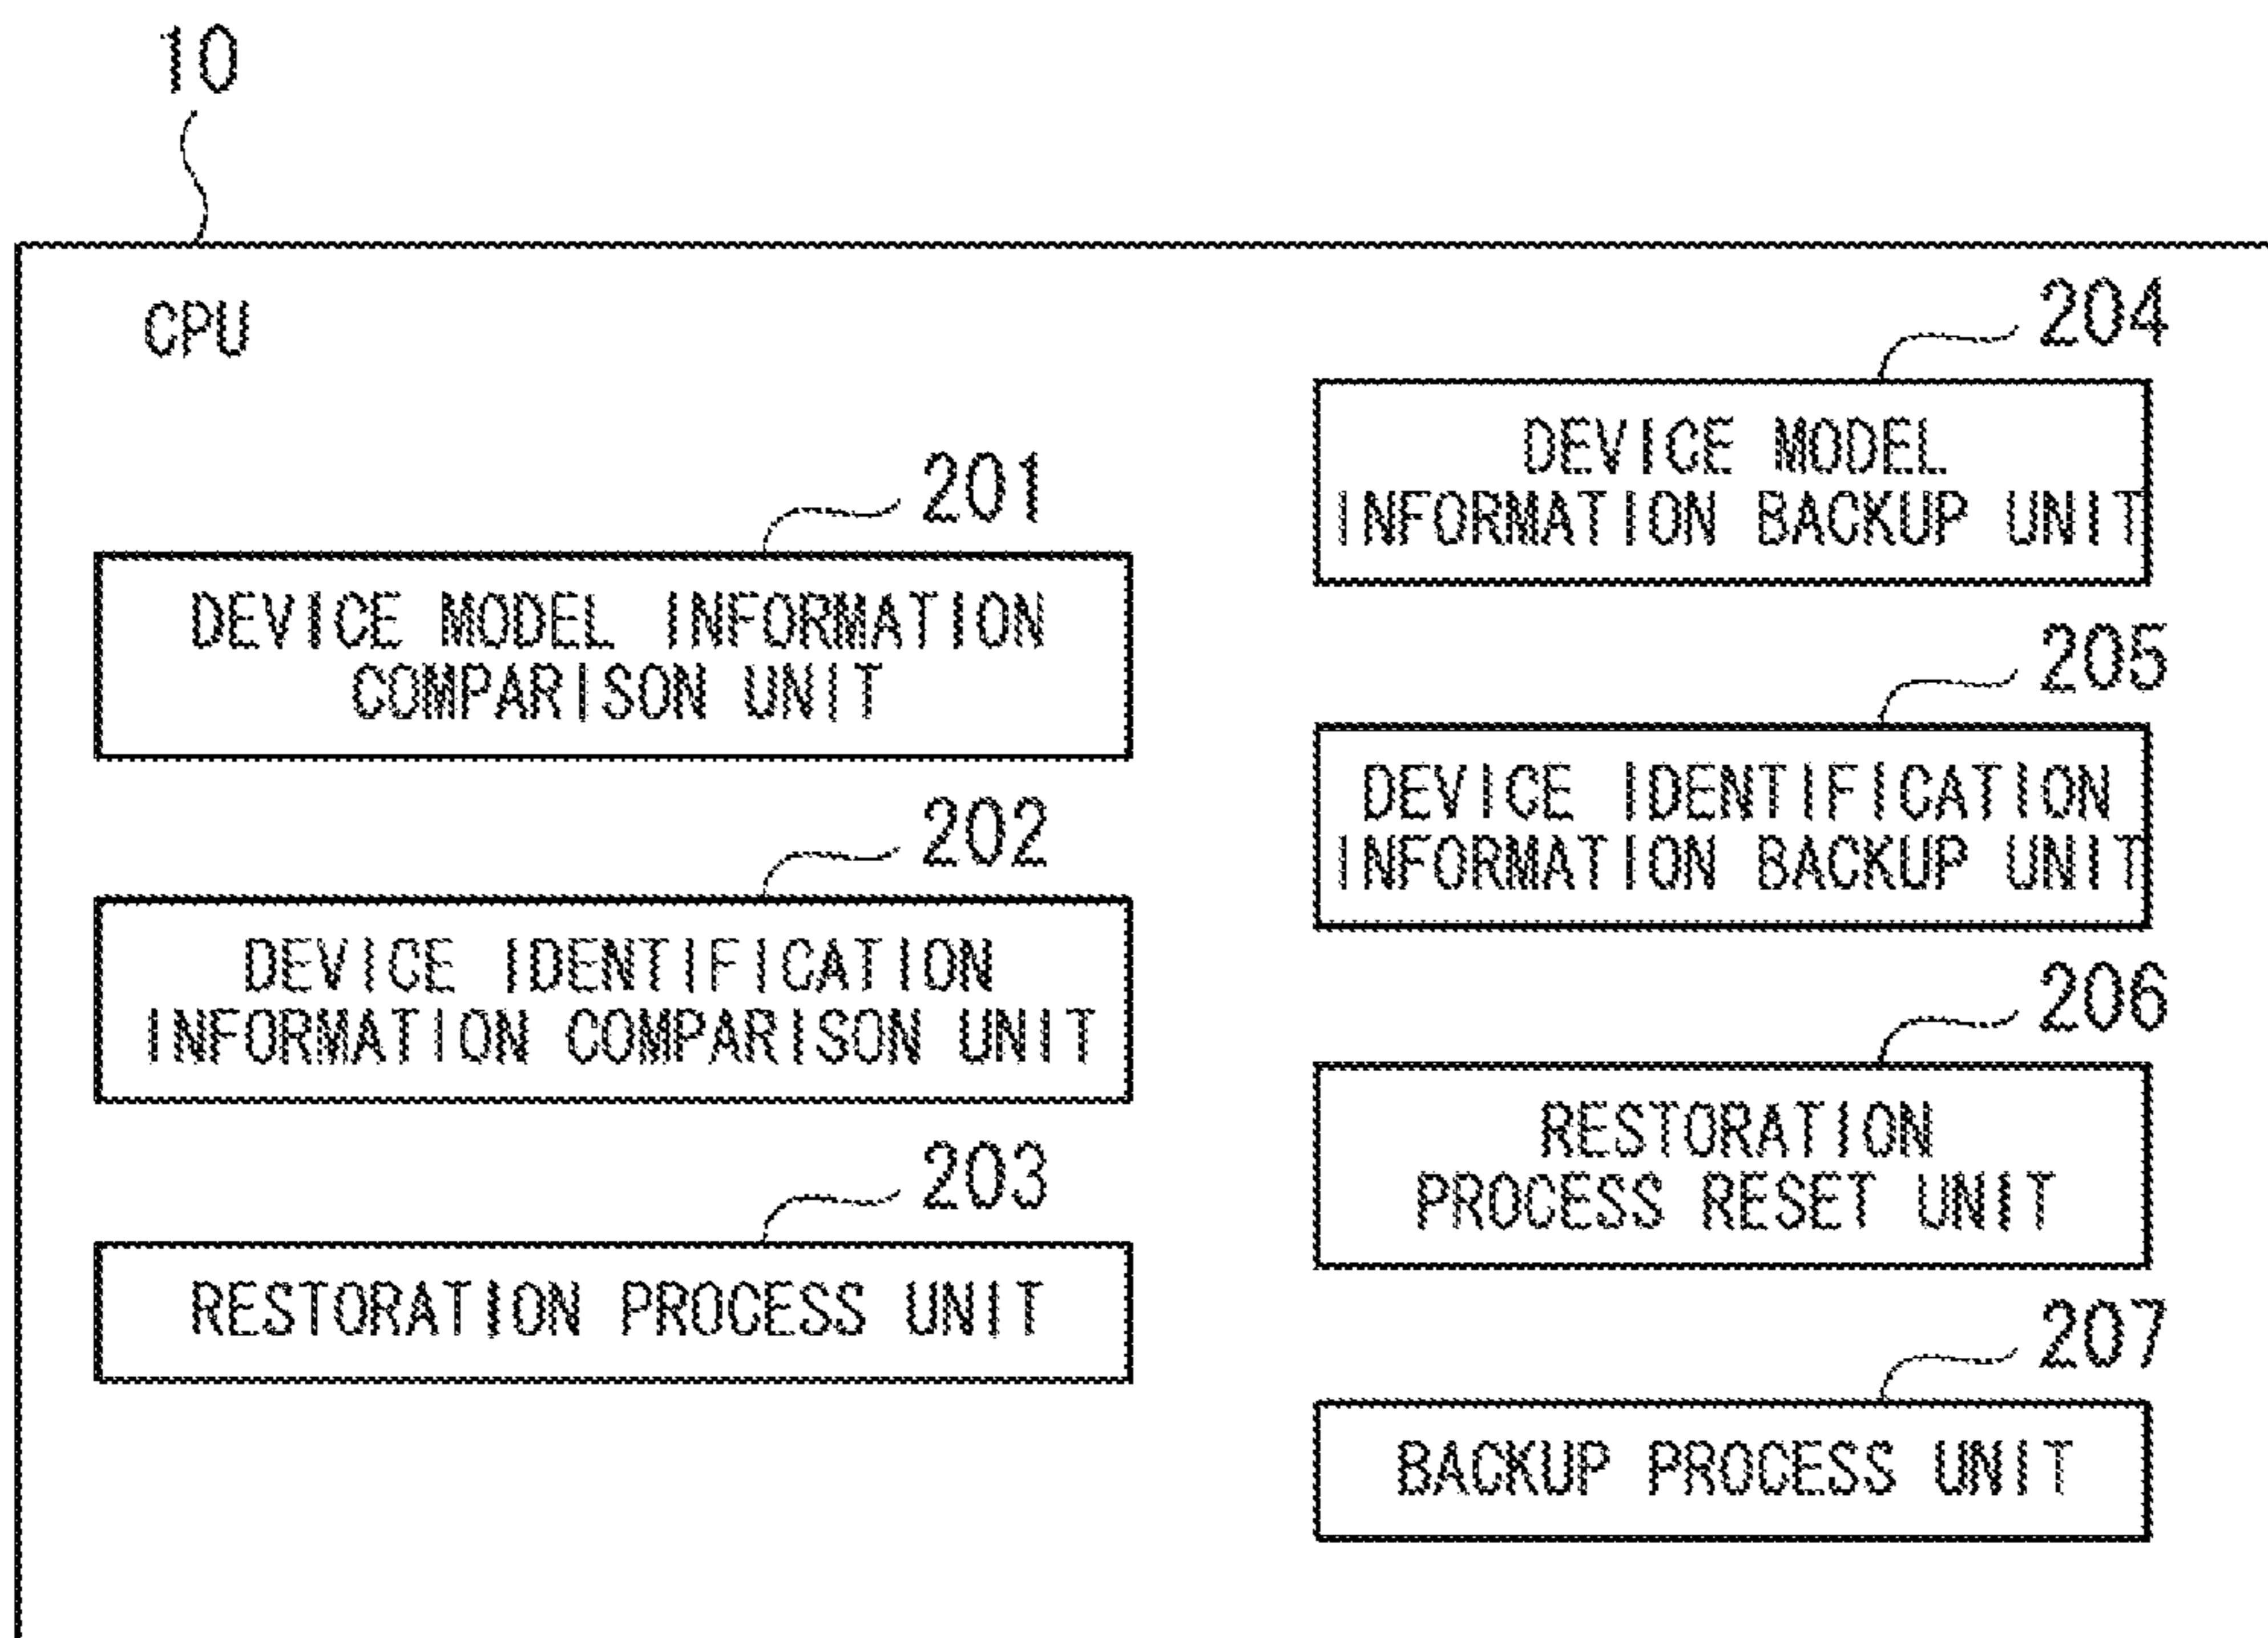 10
CPU
201
DEVICE MODEL INFORMATION
COMPARISON UNIT
202
DEVICE IDENTIFICATION
INFORMATION COMPARISON UNIT
203
RESTORATION PROCESS UNIT
204
DEVICE MODEL
INFORMATION BACKUP UNIT
205
DEVICE IDENTIFICATION
INFORMATION BACKUP UNIT
206
RESTORATION
PROCESS RESET UNIT
207
BACKUP PROCESS UNIT